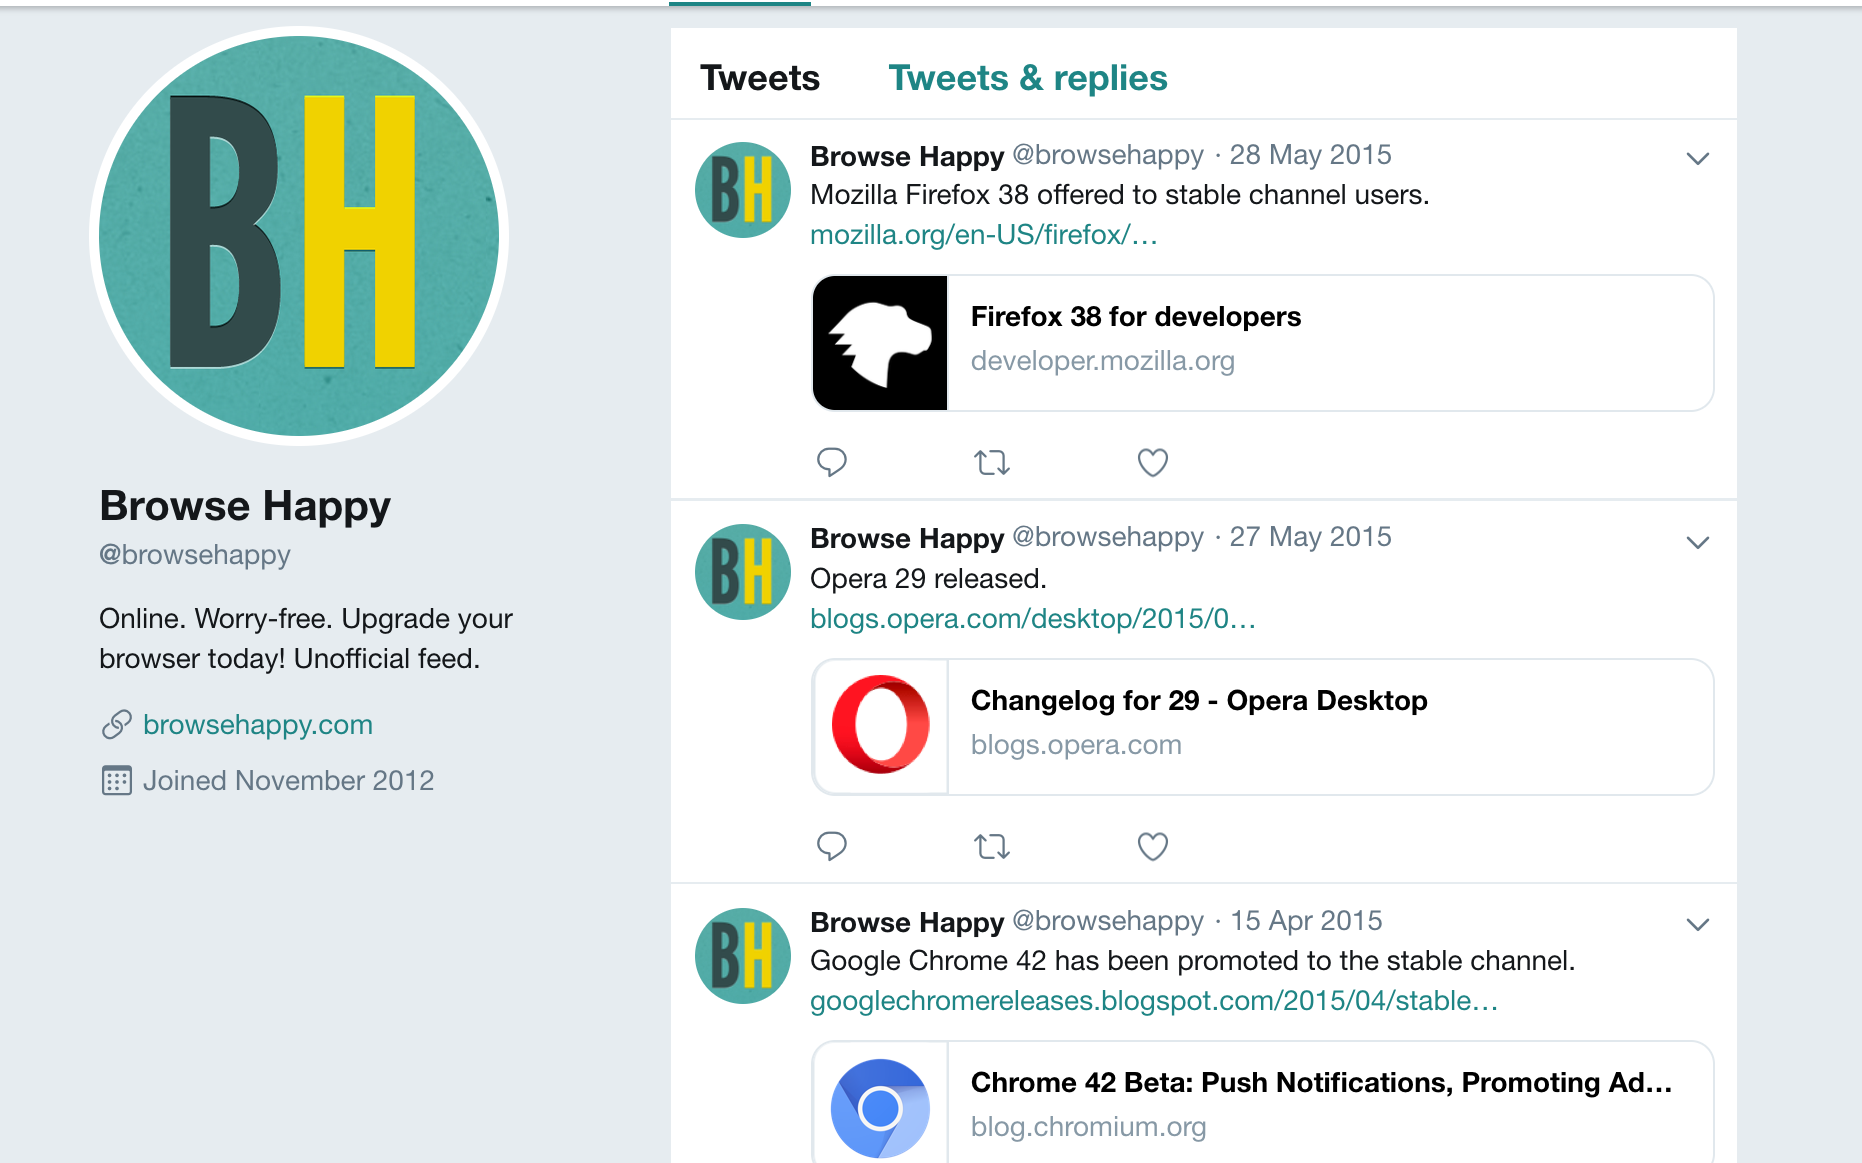 BH
Browse Happy
@browsehappy
Online. Worry-free. Upgrade your
browser today! Unofficial feed.
browsehappy.com
Joined November 2012
Tweets Tweets & replies
BH
Browse Happy @browsehappy · 28 May 2015
Mozilla Firefox 38 offered to stable channel users.
mozilla.org/en-US/firefox/…
Firefox 38 for developers
developer.mozilla.org
BH
Browse Happy @browsehappy · 27 May 2015
Opera 29 released.
blogs.opera.com/desktop/2015/0…
Changelog for 29 - Opera Desktop
blogs.opera.com
BH
Browse Happy @browsehappy · 15 Apr 2015
Google Chrome 42 has been promoted to the stable channel.
googlechromereleases.blogspot.com/2015/04/stable…
Chrome 42 Beta: Push Notifications, Promoting Ad…
blog.chromium.org